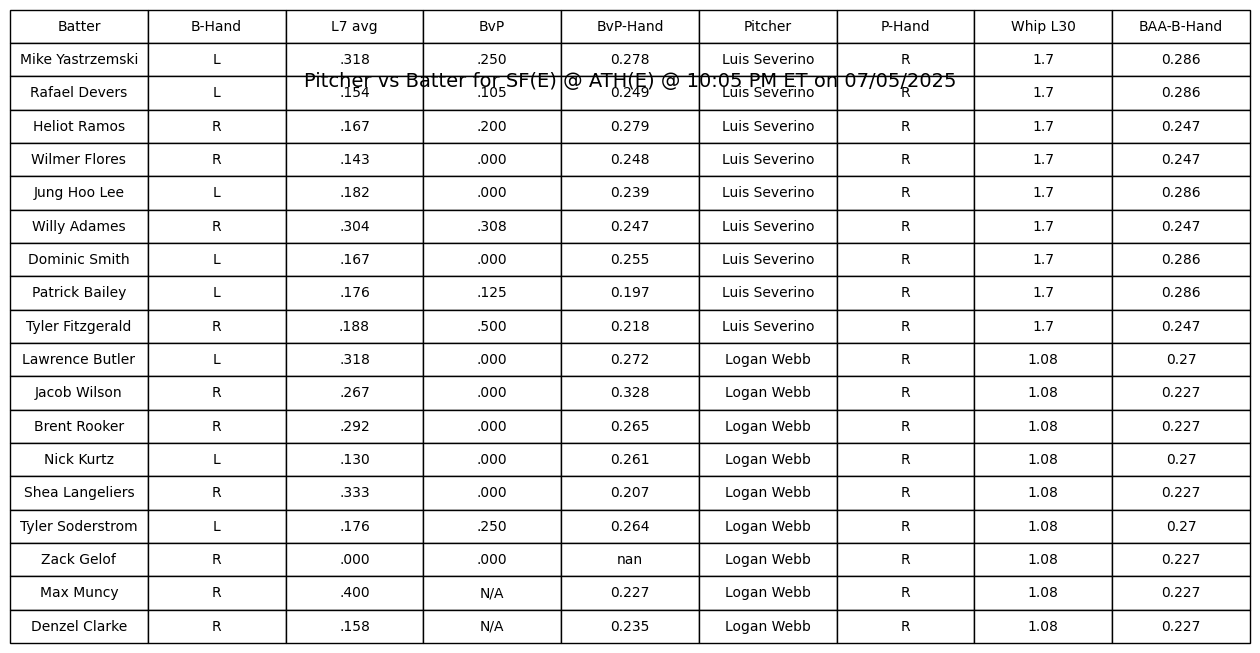 Batter B-Hand L7 avg BvP BvP-Hand Pitcher P-Hand Whip L30 BAA-B-Hand
Mike Yastrzemski L .318 .250 0.278 Luis Severino R 1.7 0.286
Pitcher vs Batter for SF(E) @ ATH(E) @ 10:05 PM ET on 07/05/2025
Rafael Devers L .154 .105 0.249 Luis Severino R 1.7 0.286
Heliot Ramos R .167 .200 0.279 Luis Severino R 1.7 0.247
Wilmer Flores R .143 .000 0.248 Luis Severino R 1.7 0.247
Jung Hoo Lee L .182 .000 0.239 Luis Severino R 1.7 0.286
Willy Adames R .304 .308 0.247 Luis Severino R 1.7 0.247
Dominic Smith L .167 .000 0.255 Luis Severino R 1.7 0.286
Patrick Bailey L .176 .125 0.197 Luis Severino R 1.7 0.286
Tyler Fitzgerald R .188 .500 0.218 Luis Severino R 1.7 0.247
Lawrence Butler L .318 .000 0.272 Logan Webb R 1.08 0.27
Jacob Wilson R .267 .000 0.328 Logan Webb R 1.08 0.227
Brent Rooker R .292 .000 0.265 Logan Webb R 1.08 0.227
Nick Kurtz L .130 .000 0.261 Logan Webb R 1.08 0.27
Shea Langeliers R .333 .000 0.207 Logan Webb R 1.08 0.227
Tyler Soderstrom L .176 .250 0.264 Logan Webb R 1.08 0.27
Zack Gelof R .000 .000 nan Logan Webb R 1.08 0.227
Max Muncy R .400 N/A 0.227 Logan Webb R 1.08 0.227
Denzel Clarke R .158 N/A 0.235 Logan Webb R 1.08 0.227